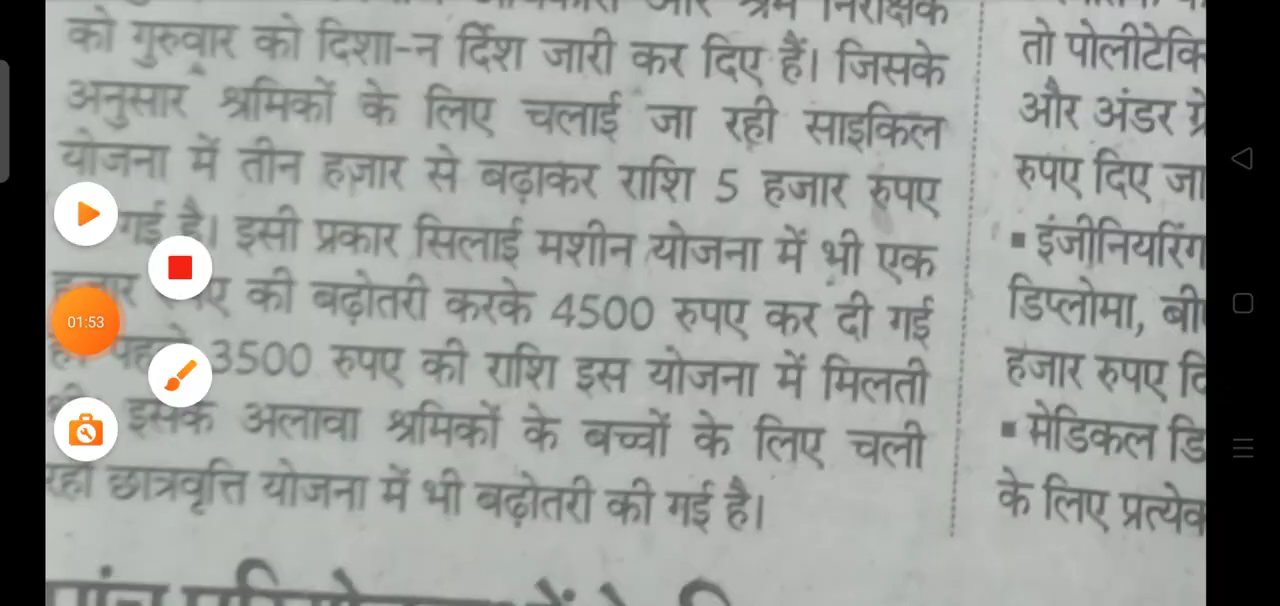 को गुरुवार को दिशा-न र्दिश जारी कर दिए हैं। जिसके
अनुसार श्रमिकों के लिए चलाई जा रही साइकिल
योजना में तीन हज़ार से बढ़ाकर राशि 5 हजार रुपए
गई है। इसी प्रकार सिलाई मशीन योजना में भी एक
की बढ़ोतरी करके 4500 रुपए कर दी गई
3500 रुपए की राशि इस योजना में मिलती
इसके अलावा श्रमिकों के बच्चों के लिए चली
रही छात्रवृत्ति योजना में भी बढ़ोतरी की गई है।
तो पोलीटेक्
और अंडर ग्रे
रुपए दिए जा
▪ इंजीनियरिंग
डिप्लोमा, बी
हजार रुपए दि
▪ मेडिकल डि
के लिए प्रत्येक
01:53